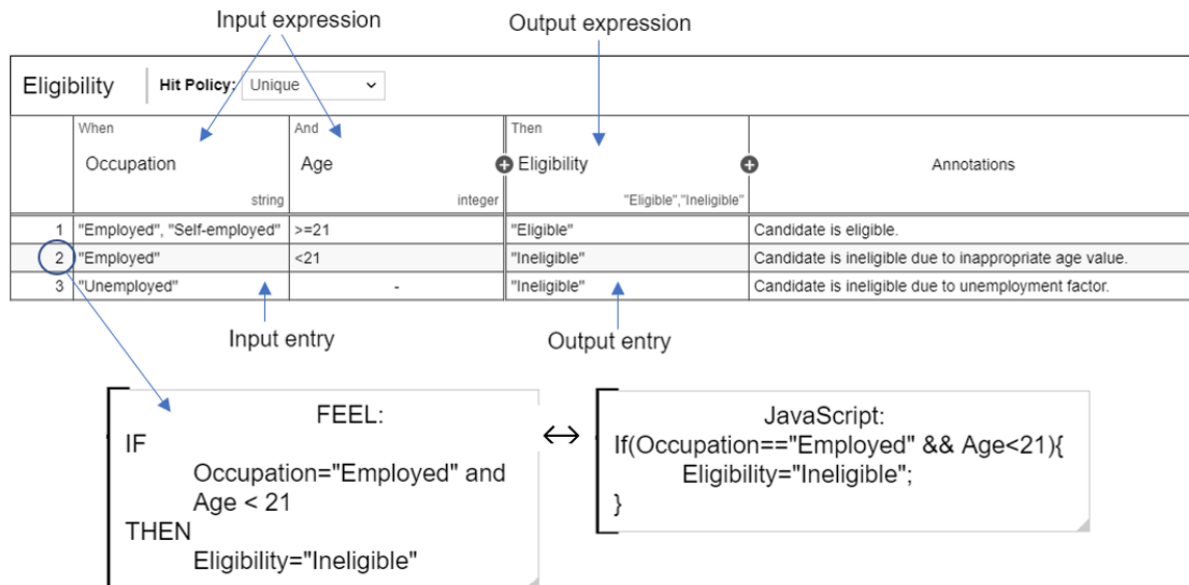 Input expression
Output expression
Eligibility
Hit Policy: Unique
When
And
Then
Occupation
Age
Eligibility
Annotations
string
integer
"Eligible","Ineligible"
1 "Employed", "Self-employed" >=21 "Eligible" Candidate is eligible.
2 "Employed" <21 "Ineligible" Candidate is ineligible due to inappropriate age value.
3 "Unemployed" - "Ineligible" Candidate is ineligible due to unemployment factor.
Input entry
Output entry
FEEL:
IF
Occupation="Employed" and
Age < 21
THEN
Eligibility="Ineligible"
JavaScript:
If(Occupation=="Employed" && Age<21){
Eligibility="Ineligible";
}